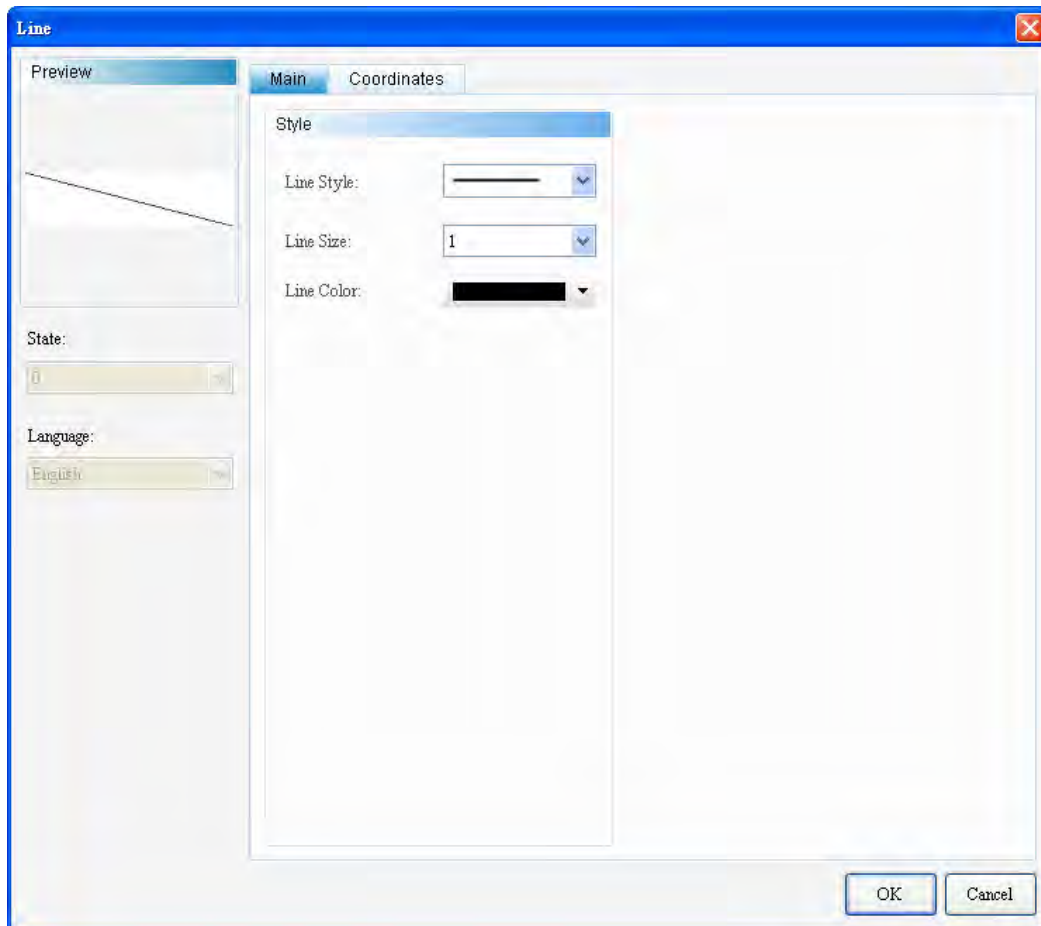 Line
Preview
Main
Coordinates
Style
Line Style:
Line Size:
1
Line Color:
State:
0
Language:
English
OK
Cancel